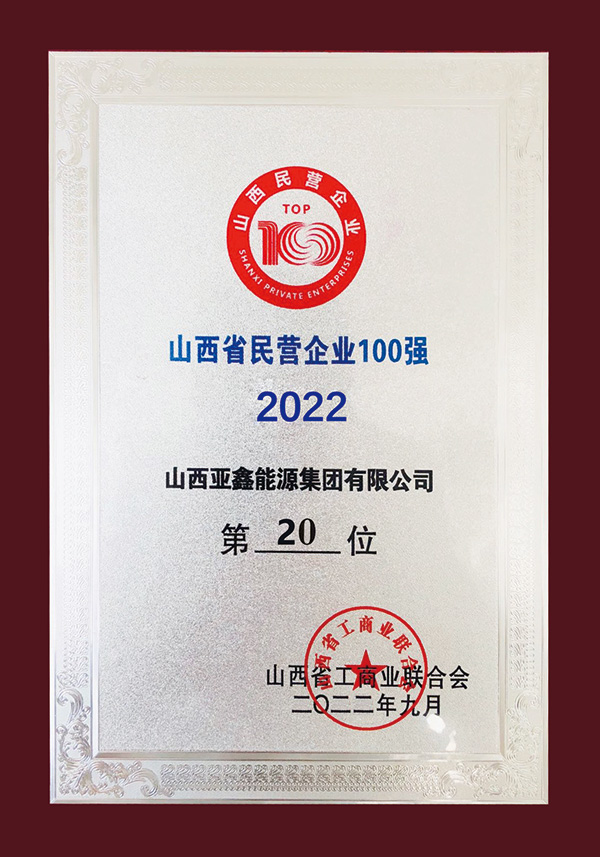 山西民营企业
TOP
100
SHANXI PRIVATE ENTERPRISES
山西省民营企业100强
2022
山西亚鑫能源集团有限公司
第 20 位
山西省工商业联合会
山西省工商业联合会
二〇二二年九月